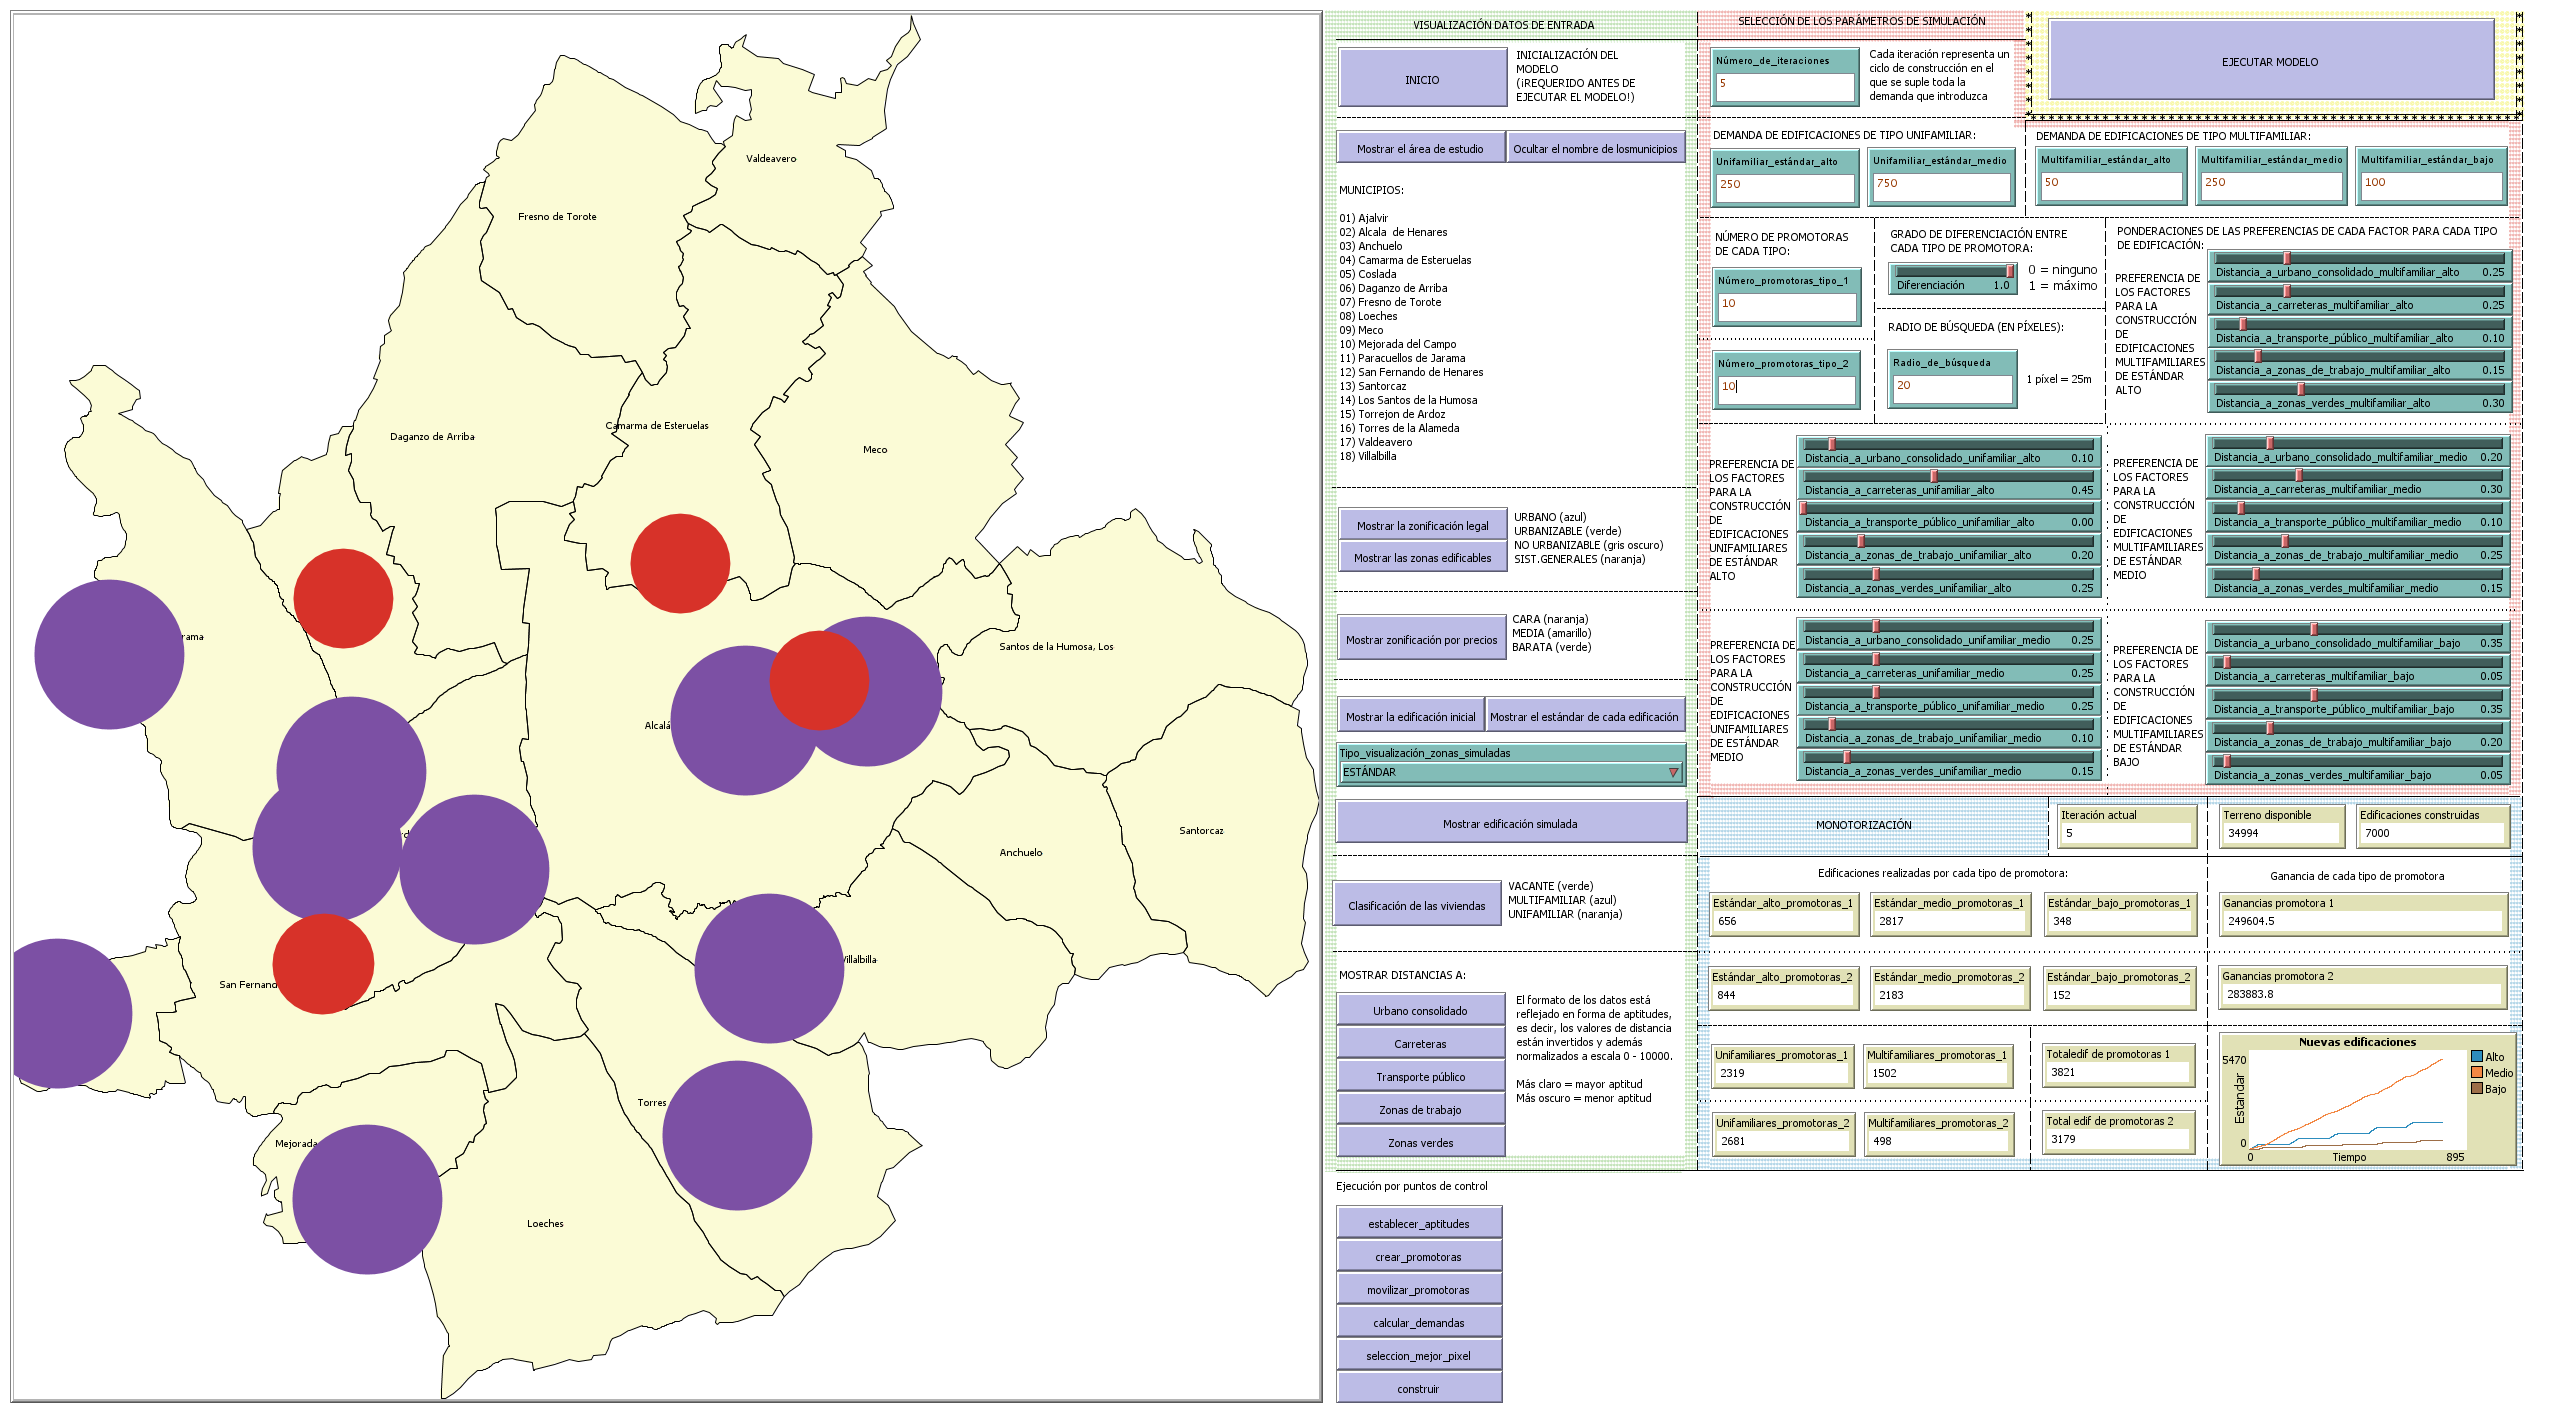 Valdeavero
Fresno de Torote
Camarma de Esteruelas
Daganzo de Arriba
Meco
rama
Santos de la Humosa, Los
Alcalá
Santorcaz
Anchuelo
Villalbilla
San Fernand
Torres
Mejorada
Loeches
VISUALIZACIÓN DATOS DE ENTRADA
INICIO
INICIALIZACIÓN DEL
MODELO
(¡REQUERIDO ANTES DE
EJECUTAR EL MODELO!)
Mostrar el área de estudio
Ocultar el nombre de losmunicipios
MUNICIPIOS:
01) Ajalvir
02) Alcala de Henares
03) Anchuelo
04) Camarma de Esteruelas
05) Coslada
06) Daganzo de Arriba
07) Fresno de Torote
08) Loeches
09) Meco
10) Mejorada del Campo
11) Paracuellos de Jarama
12) San Fernando de Henares
13) Santorcaz
14) Los Santos de la Humosa
15) Torrejon de Ardoz
16) Torres de la Alameda
17) Valdeavero
18) Villalbilla
Mostrar la zonificación legal
Mostrar las zonas edificables
URBANO (azul)
URBANIZABLE (verde)
NO URBANIZABLE (gris oscuro)
SIST.GENERALES (naranja)
Mostrar zonificación por precios
CARA (naranja)
MEDIA (amarillo)
BARATA (verde)
Mostrar la edificación inicial
Mostrar el estándar de cada edificación
Tipo_visualización_zonas_simuladas
ESTÁNDAR
Mostrar edificación simulada
Clasificación de las viviendas
VACANTE (verde)
MULTIFAMILIAR (azul)
UNIFAMILIAR (naranja)
MOSTRAR DISTANCIAS A:
Urbano consolidado
Carreteras
Transporte público
Zonas de trabajo
Zonas verdes
El formato de los datos está
reflejado en forma de aptitudes,
es decir, los valores de distancia
están invertidos y además
normalizados a escala 0 - 10000.
Más claro = mayor aptitud
Más oscuro = menor aptitud
Ejecución por puntos de control
establecer_aptitudes
crear_promotoras
movilizar_promotoras
calcular_demandas
seleccion_mejor_pixel
construir
SELECCIÓN DE LOS PARÁMETROS DE SIMULACIÓN
Número_de_iteraciones
5
Cada iteración representa un
ciclo de construcción en el
que se suple toda la
demanda que introduzca
EJECUTAR MODELO
DEMANDA DE EDIFICACIONES DE TIPO UNIFAMILIAR:
Unifamiliar_estándar_alto
250
Unifamiliar_estándar_medio
750
DEMANDA DE EDIFICACIONES DE TIPO MULTIFAMILIAR:
Multifamiliar_estándar_alto
50
Multifamiliar_estándar_medio
250
Multifamiliar_estándar_bajo
100
NÚMERO DE PROMOTORAS
DE CADA TIPO:
Número_promotoras_tipo_1
10
Número_promotoras_tipo_2
10
GRADO DE DIFERENCIACIÓN ENTRE
CADA TIPO DE PROMOTORA:
Diferenciación 1.0
0 = ninguno
1 = máximo
RADIO DE BÚSQUEDA (EN PÍXELES):
Radio_de_búsqueda
20
1 píxel = 25m
PONDERACIONES DE LAS PREFERENCIAS DE CADA FACTOR PARA CADA TIPO
DE EDIFICACIÓN:
PREFERENCIA DE
LOS FACTORES
PARA LA
CONSTRUCCIÓN
DE
EDIFICACIONES
MULTIFAMILIARES
DE ESTÁNDAR
ALTO
Distancia_a_urbano_consolidado_multifamiliar_alto 0.25
Distancia_a_carreteras_multifamiliar_alto 0.25
Distancia_a_transporte_público_multifamiliar_alto 0.10
Distancia_a_zonas_de_trabajo_multifamiliar_alto 0.15
Distancia_a_zonas_verdes_multifamiliar_alto 0.30
PREFERENCIA DE
LOS FACTORES
PARA LA
CONSTRUCCIÓN
DE
EDIFICACIONES
UNIFAMILIARES
DE ESTÁNDAR
ALTO
Distancia_a_urbano_consolidado_unifamiliar_alto 0.10
Distancia_a_carreteras_unifamiliar_alto 0.45
Distancia_a_transporte_público_unifamiliar_alto 0.00
Distancia_a_zonas_de_trabajo_unifamiliar_alto 0.20
Distancia_a_zonas_verdes_unifamiliar_alto 0.25
PREFERENCIA DE
LOS FACTORES
PARA LA
CONSTRUCCIÓN
DE
EDIFICACIONES
MULTIFAMILIARES
DE ESTÁNDAR
MEDIO
Distancia_a_urbano_consolidado_multifamiliar_medio 0.20
Distancia_a_carreteras_multifamiliar_medio 0.30
Distancia_a_transporte_público_multifamiliar_medio 0.10
Distancia_a_zonas_de_trabajo_multifamiliar_medio 0.25
Distancia_a_zonas_verdes_multifamiliar_medio 0.15
PREFERENCIA DE
LOS FACTORES
PARA LA
CONSTRUCCIÓN
DE
EDIFICACIONES
UNIFAMILIARES
DE ESTÁNDAR
MEDIO
Distancia_a_urbano_consolidado_unifamiliar_medio 0.25
Distancia_a_carreteras_unifamiliar_medio 0.25
Distancia_a_transporte_público_unifamiliar_medio 0.25
Distancia_a_zonas_de_trabajo_unifamiliar_medio 0.10
Distancia_a_zonas_verdes_unifamiliar_medio 0.15
PREFERENCIA DE
LOS FACTORES
PARA LA
CONSTRUCCIÓN
DE
EDIFICACIONES
MULTIFAMILIARES
DE ESTÁNDAR
BAJO
Distancia_a_urbano_consolidado_multifamiliar_bajo 0.35
Distancia_a_carreteras_multifamiliar_bajo 0.05
Distancia_a_transporte_público_multifamiliar_bajo 0.35
Distancia_a_zonas_de_trabajo_multifamiliar_bajo 0.20
Distancia_a_zonas_verdes_multifamiliar_bajo 0.05
MONOTORIZACIÓN
Iteración actual
5
Terreno disponible
34994
Edificaciones construidas
7000
Edificaciones realizadas por cada tipo de promotora:
Ganancia de cada tipo de promotora
Estándar_alto_promotoras_1
656
Estándar_medio_promotoras_1
2817
Estándar_bajo_promotoras_1
348
Ganancias promotora 1
249604.5
Estándar_alto_promotoras_2
844
Estándar_medio_promotoras_2
2183
Estándar_bajo_promotoras_2
152
Ganancias promotora 2
283883.8
Unifamiliares_promotoras_1
2319
Multifamiliares_promotoras_1
1502
Totaledif de promotoras 1
3821
Unifamiliares_promotoras_2
2681
Multifamiliares_promotoras_2
498
Total edif de promotoras 2
3179
Nuevas edificaciones
5470
Estandar
0
0
Tiempo
895
Alto
Medio
Bajo